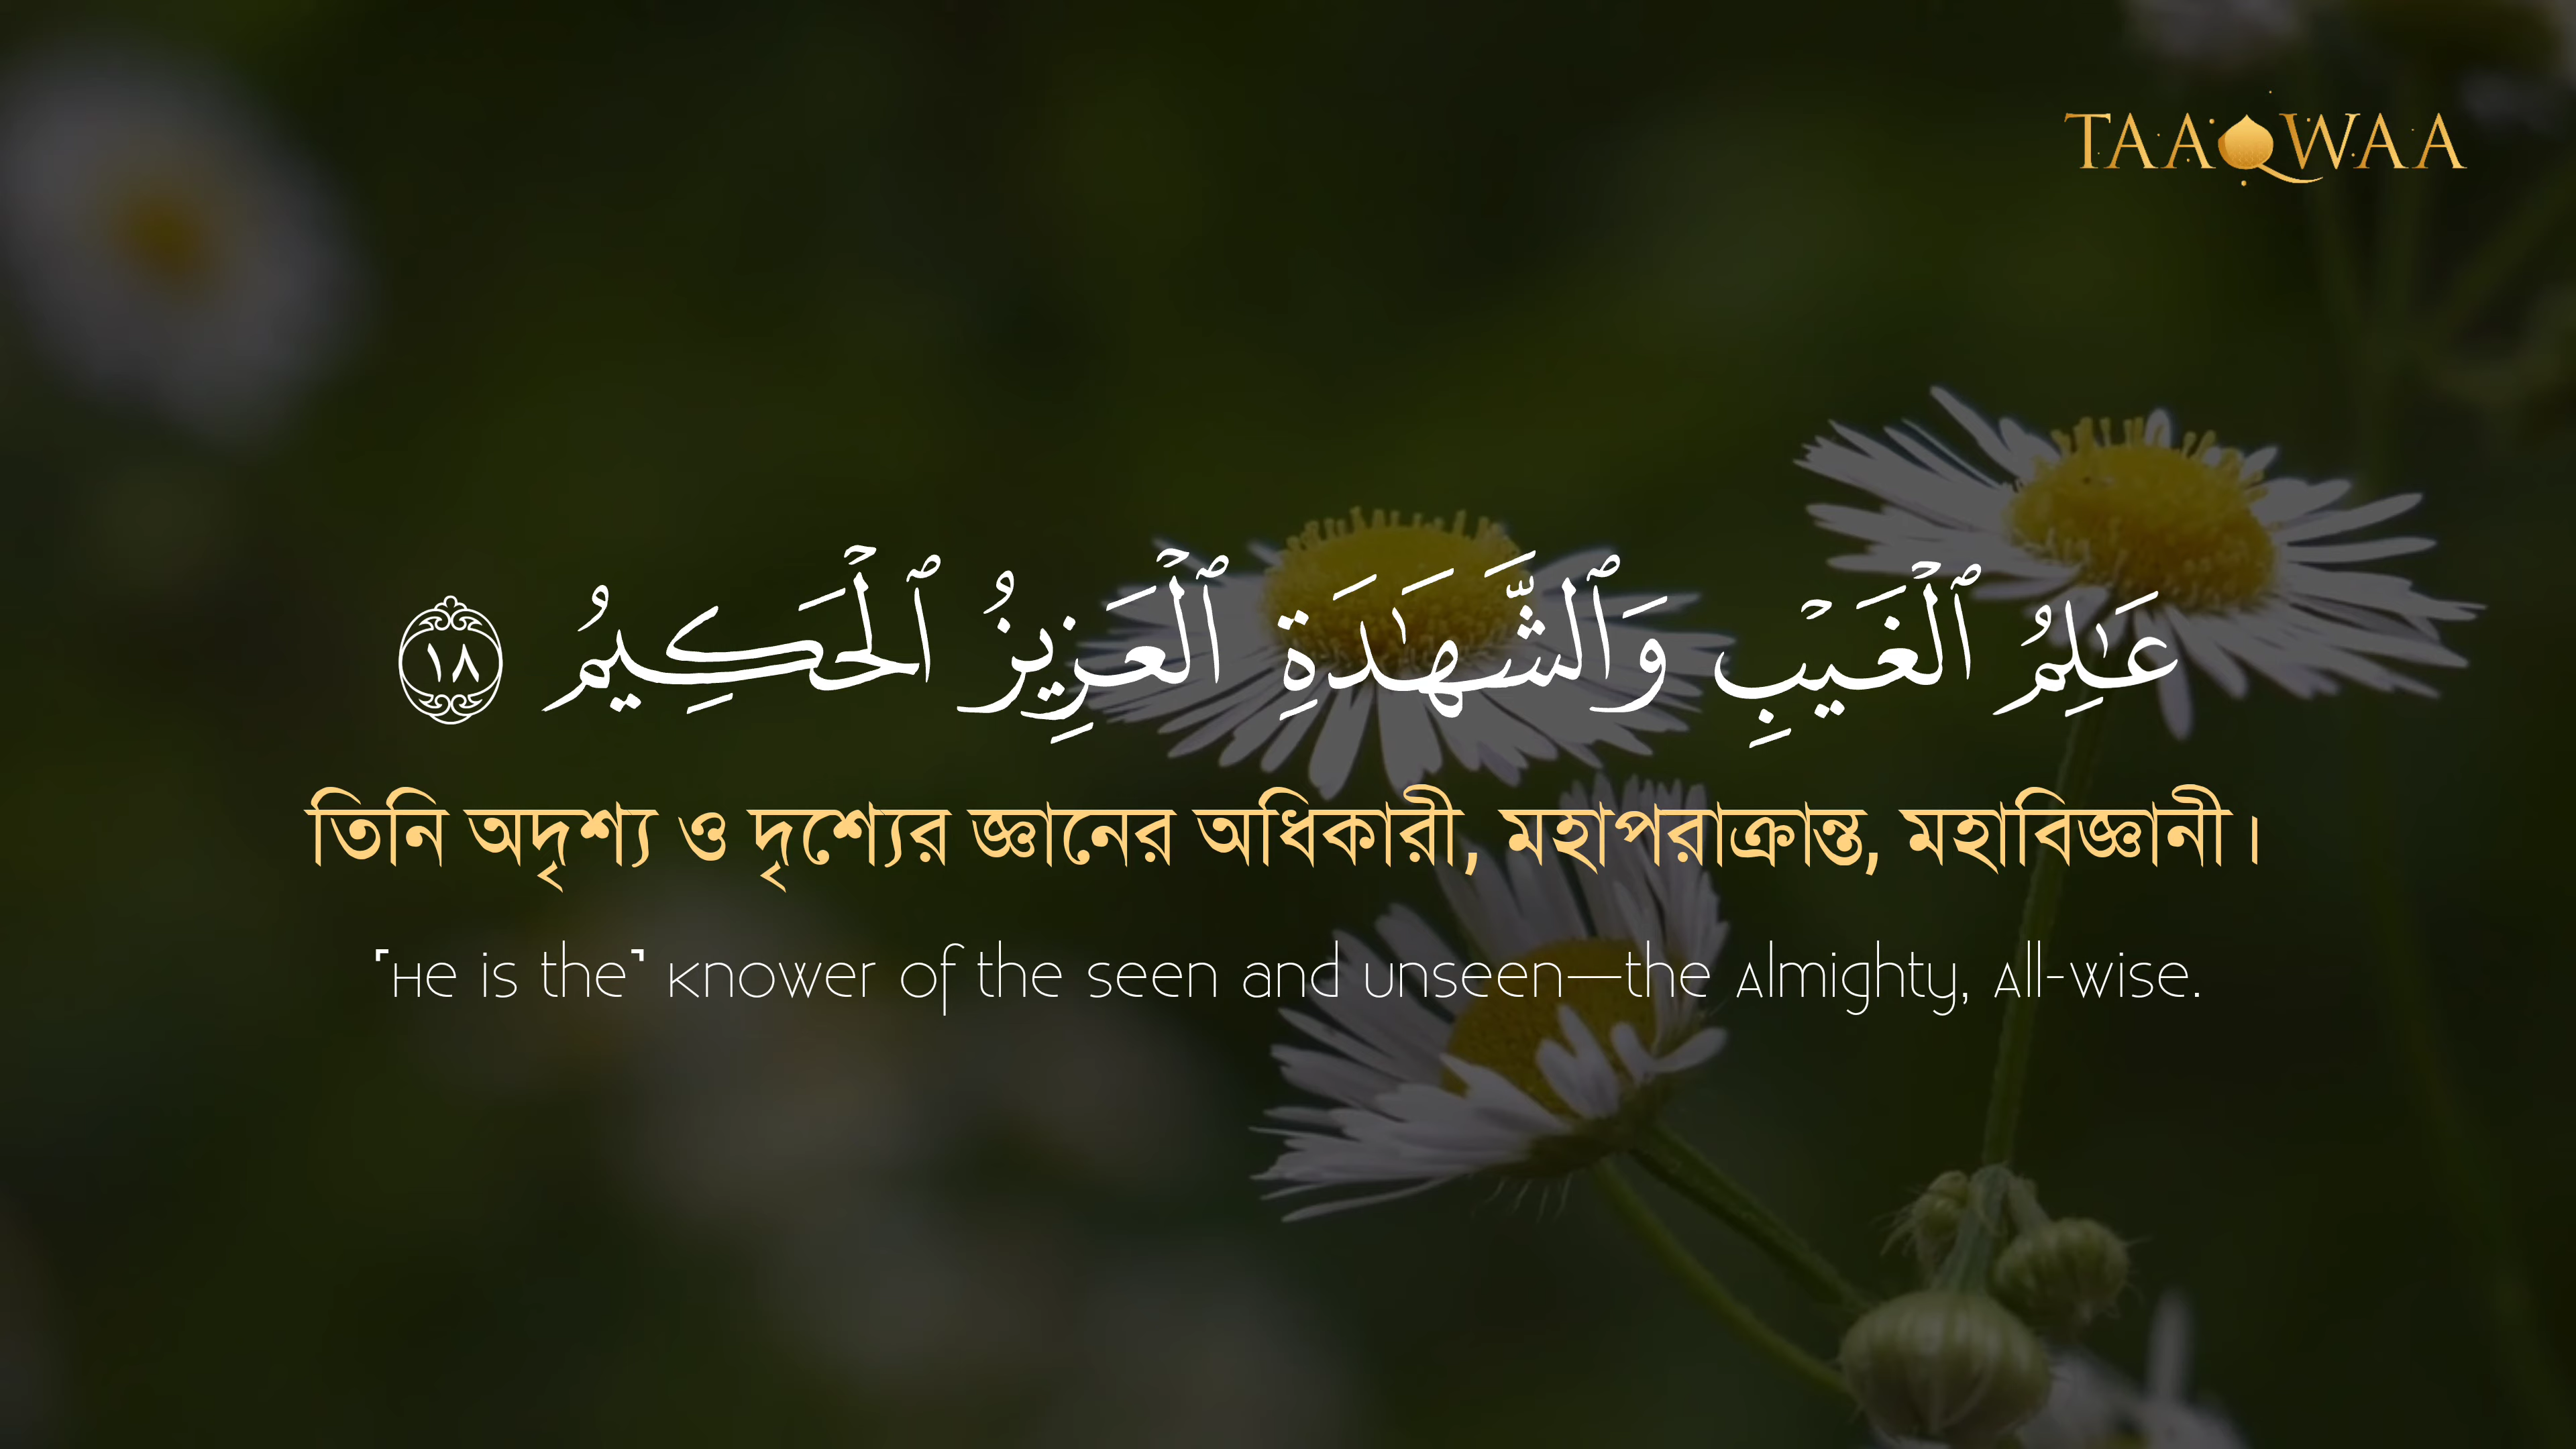 TAAQWAA
عَـٰلِمُ ٱلْغَيْبِ وَٱلشَّهَـٰدَةِ ٱلْعَزِيزُ ٱلْحَكِيمُ ١٨
তিনি অদৃশ্য ও দৃশ্যের জ্ঞানের অধিকারী, মহাপরাক্রান্ত, মহাবিজ্ঞানী।
⸢He is the⸣ Knower of the seen and unseen—the Almighty, All-Wise.